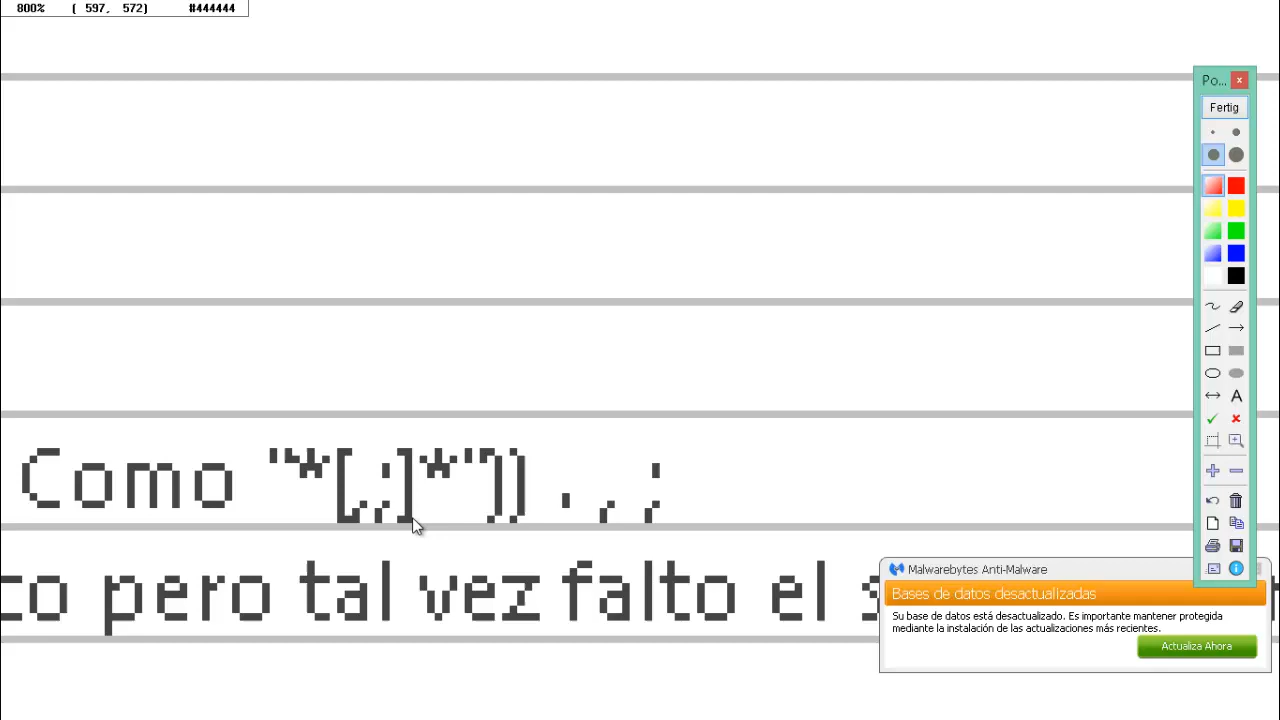 800% ( 597, 572) #444444
Po...
Fertig
A
Como "*[,;]*")) . , ;
co pero tal vez falto el s
Malwarebytes Anti-Malware
Bases de datos desactualizadas
Su base de datos está desactualizado. Es importante mantener protegida
mediante la instalación de las actualizaciones más recientes.
Actualiza Ahora